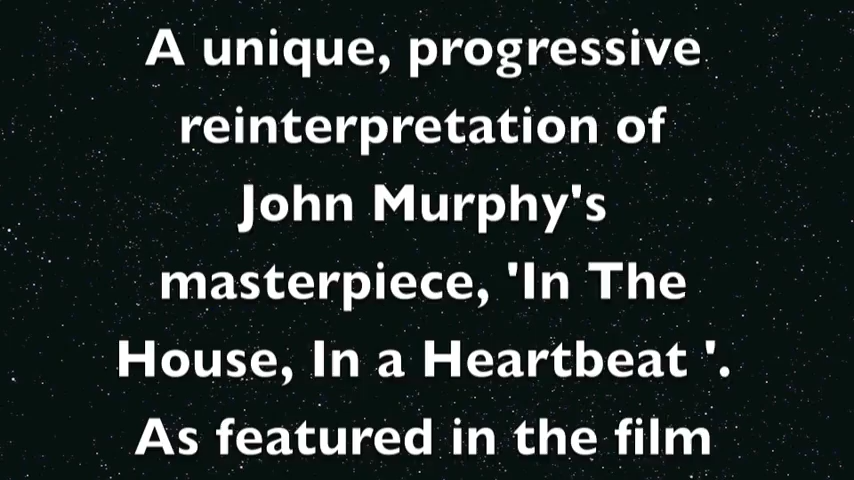 A unique, progressive
reinterpretation of
John Murphy's
masterpiece, 'In The
House, In a Heartbeat '.
As featured in the film